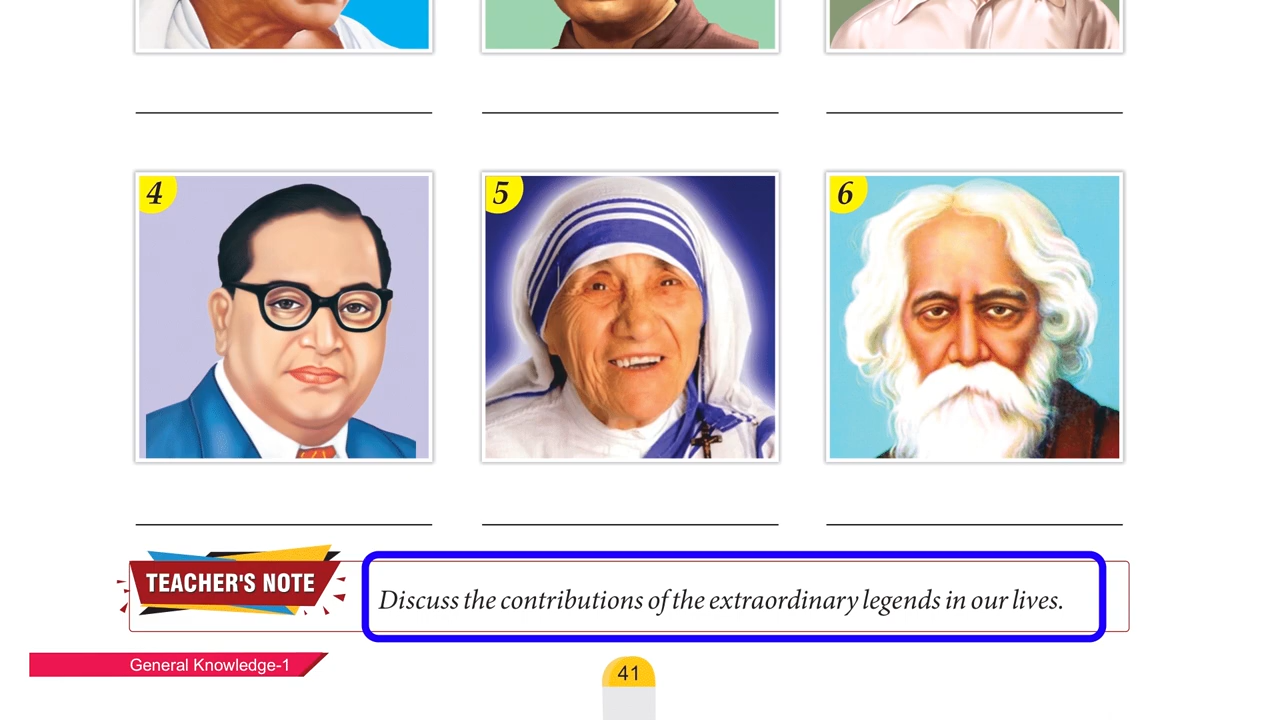 4
5
6
TEACHER'S NOTE
Discuss the contributions of the extraordinary legends in our lives.
General Knowledge-1
41